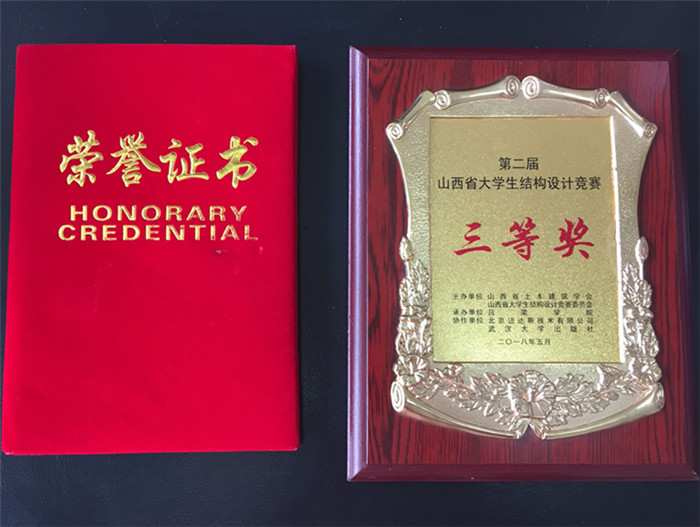 荣誉证书
HONORARY
CREDENTIAL
第二届
山西省大学生结构设计竞赛
三等奖
主办单位 山西省土木建筑学会
山西省大学生结构设计竞赛委员会
承办单位 吕梁学院
协作单位 北京迈达斯技术有限公司
武汉大学出版社
二〇一八年五月